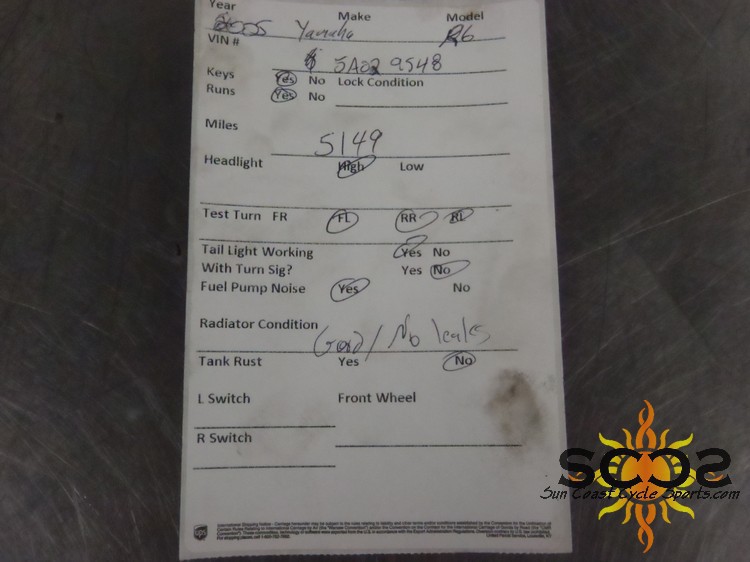 Year Make Model
2005 Yamaha R6
VIN #
5A029548
Keys Yes No Lock Condition
Runs Yes No
Miles
5149
Headlight High Low
Test Turn FR FL RR RL
Tail Light Working Yes No
With Turn Sig? Yes No
Fuel Pump Noise Yes No
Radiator Condition
Good / No leaks
Tank Rust Yes No
L Switch Front Wheel
R Switch
SCCS
Sun Coast Cycle Sports.com